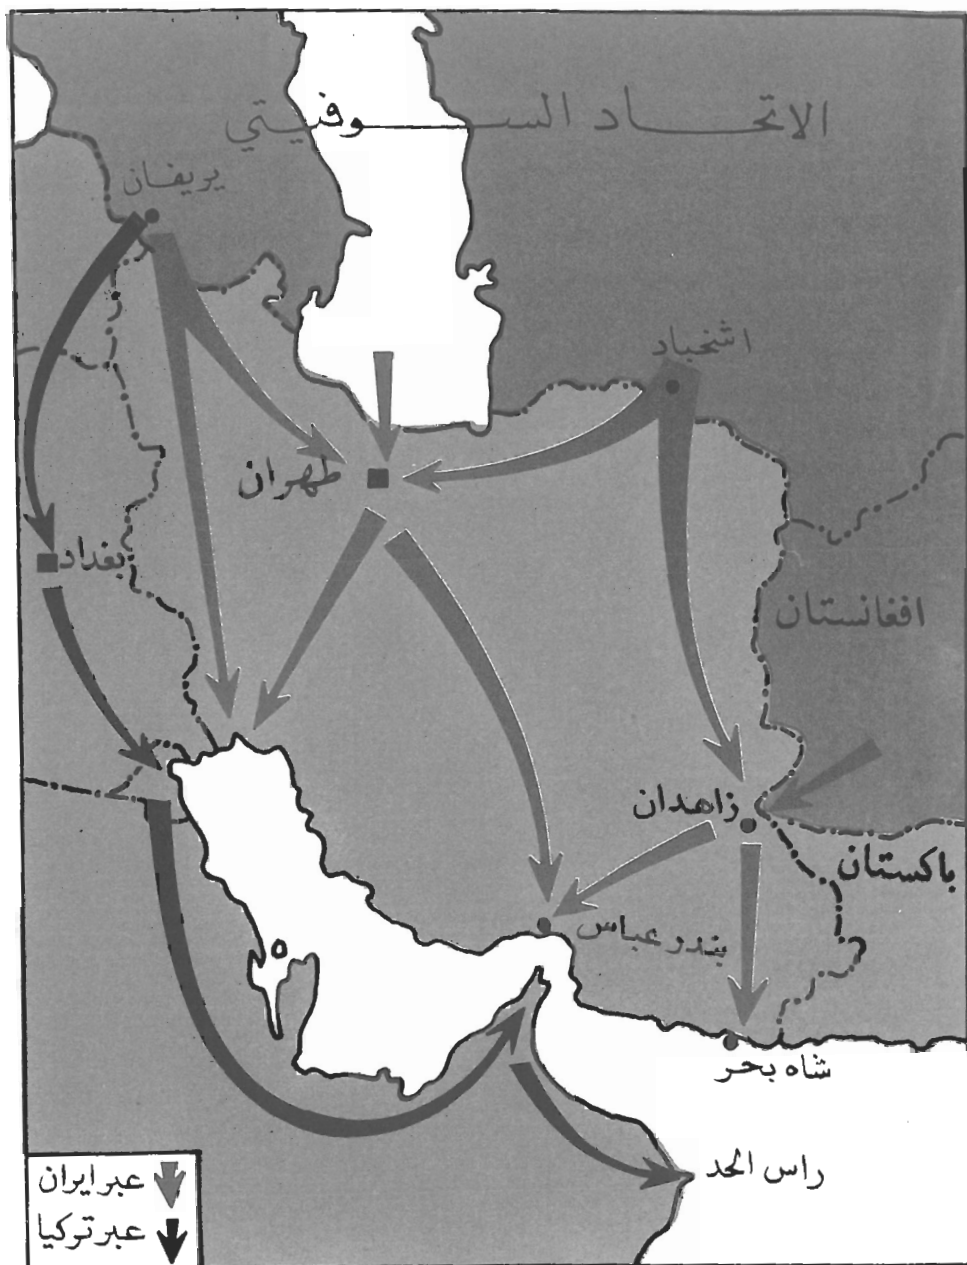 الاتحاد السوفيتي
يريفان
اشخباد
طهران
بغداد
افغانستان
زاهدان
باكستان
بندر عباس
شاه بحر
راس الحد
عبر ايران
عبر تركيا